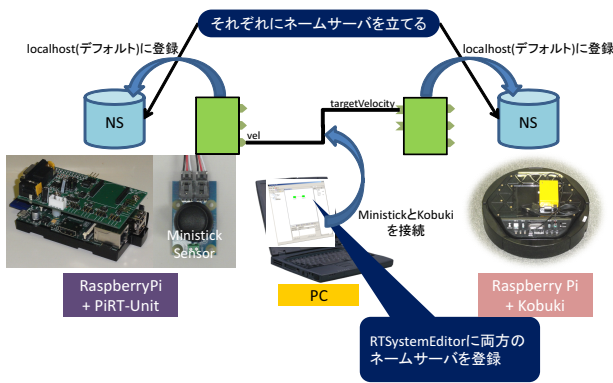 それぞれにネームサーバを立てる
localhost(デフォルト)に登録
localhost(デフォルト)に登録
targetVelocity
NS
vel
NS
MinistickとKobuki
を接続
Ministick
Sensor
RaspberryPi
+ PiRT-Unit
PC
Raspberry Pi
+ Kobuki
RTSystemEditorに両方の
ネームサーバを登録